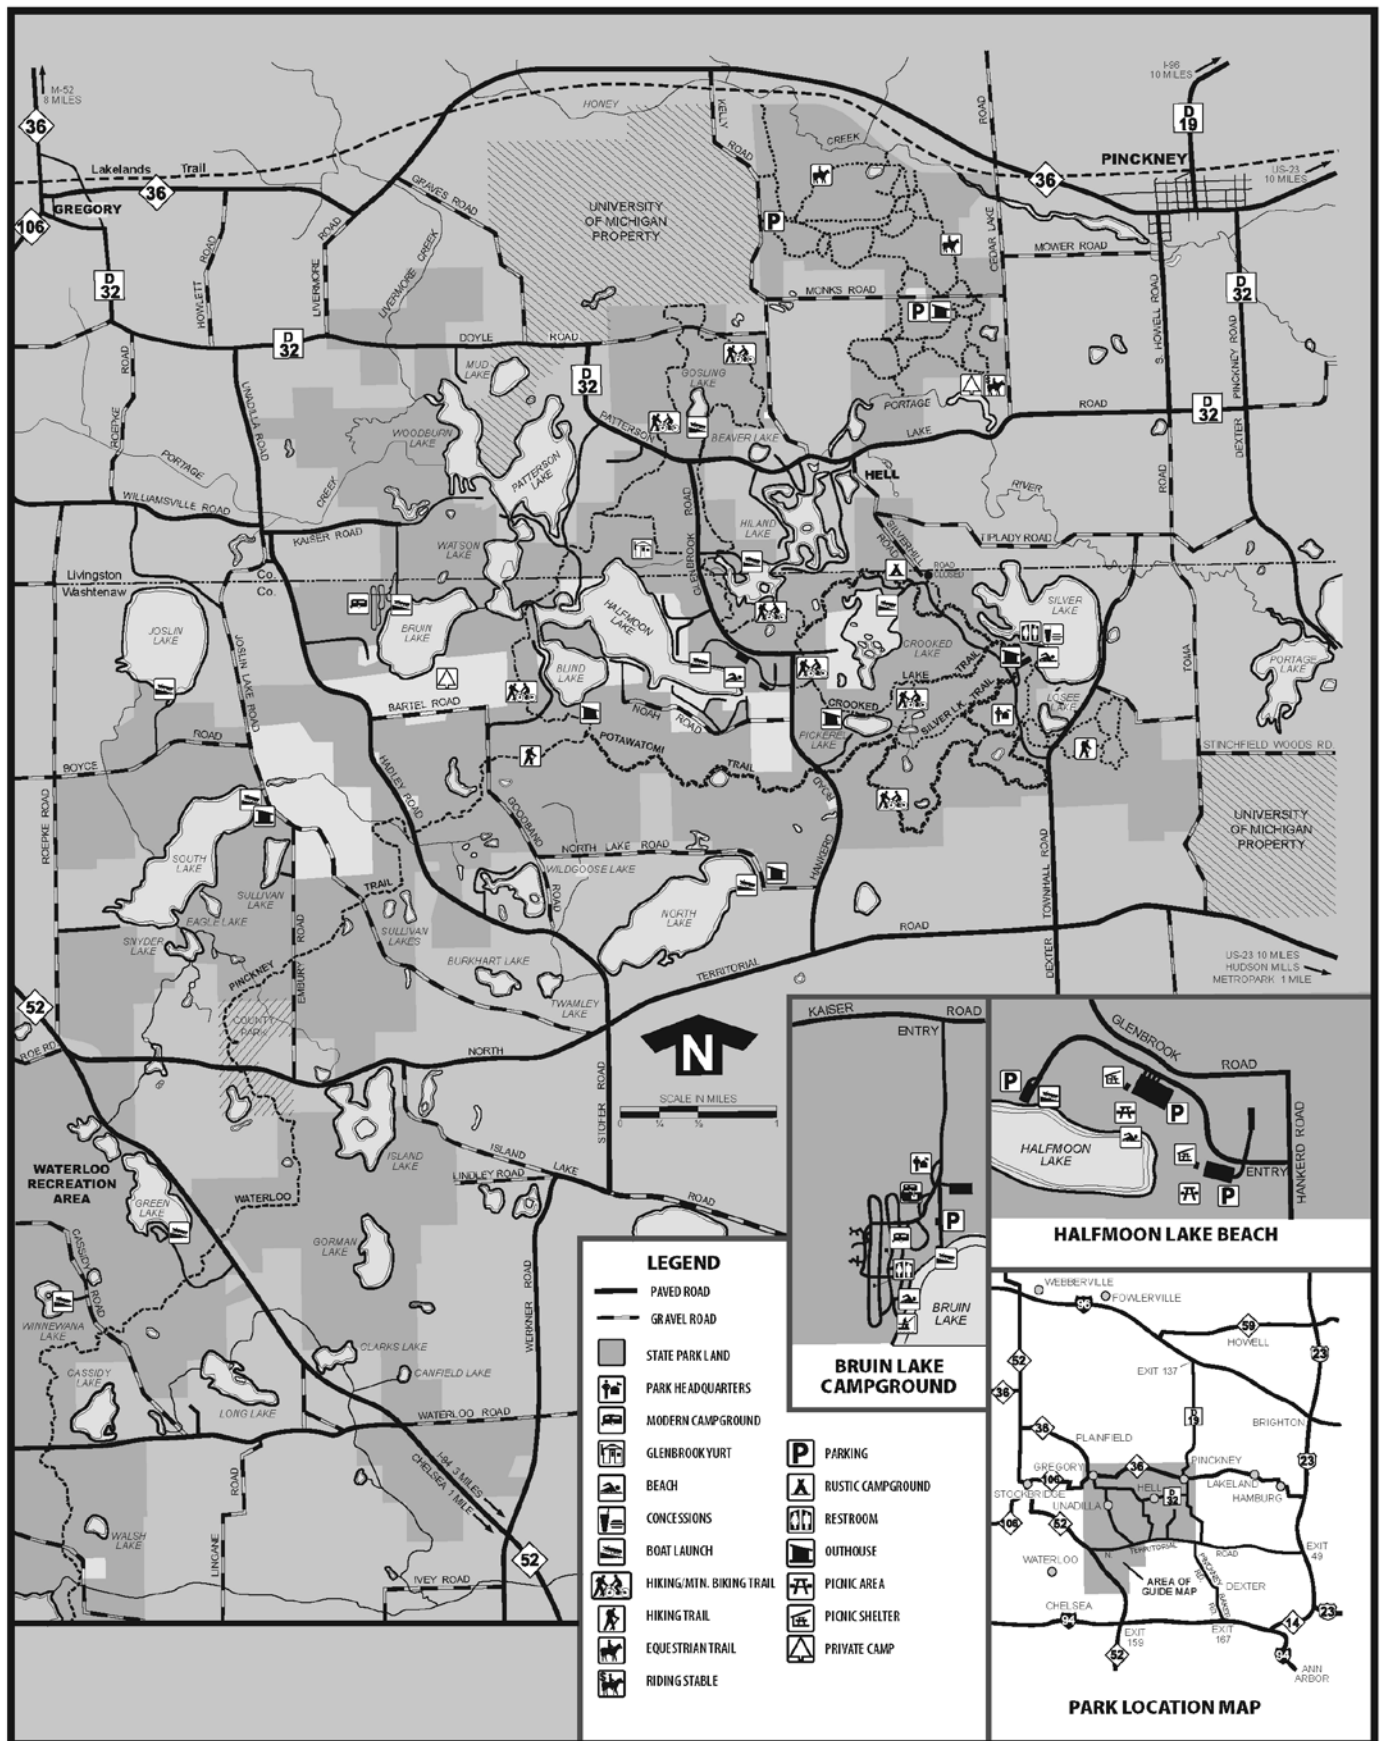 M-52
8 MILES
36
Lakelands Trail
36
GREGORY
106
D
32
HOWLETT ROAD
LIVERMORE ROAD
GRAVES ROAD
LIVERMORE CREEK
HONEY
CREEK
KELLY
ROAD
UNIVERSITY
OF MICHIGAN
PROPERTY
P
I-96
10 MILES
D
19
PINCKNEY
36
US-23
10 MILES
CEDAR LAKE
ROAD
MOWER ROAD
MONKS ROAD
P
S. HOWELL ROAD
D
32
DEXTER PINCKNEY ROAD
D
32
DOYLE ROAD
D
32
MUD
LAKE
GOSLING
LAKE
PORTAGE
LAKE
ROAD
D
32
ROEPKE ROAD
UNADILLA ROAD
WOODBURN
LAKE
PATTERSON
LAKE
PATTERSON
BEAVER LAKE
HELL
PORTAGE
CREEK
RIVER
WILLIAMSVILLE ROAD
KAISER ROAD
WATSON
LAKE
GLENBROOK ROAD
HILAND
LAKE
SILVERHILL
ROAD
TIPLADY ROAD
ROAD
CLOSED
Livingston Co.
Washtenaw Co.
JOSLIN
LAKE
JOSLIN LAKE ROAD
BRUIN
LAKE
HALFMOON
LAKE
BLIND
LAKE
CROOKED
LAKE
SILVER
LAKE
TOMA
ROAD
PORTAGE
LAKE
BARTEL ROAD
NOAH ROAD
CROOKED LAKE TRAIL
SILVER LK. TRAIL
LOSEE
LAKE
PICKEREL
LAKE
POTAWATOMI
TRAIL
BOYCE ROAD
HADLEY ROAD
STINCHFIELD WOODS RD.
ROEPKE ROAD
GOODBAND
ROAD
HANKERD
ROAD
UNIVERSITY
OF MICHIGAN
PROPERTY
SOUTH
LAKE
NORTH LAKE ROAD
WILDGOOSE LAKE
SULLIVAN
LAKE
TRAIL
EAGLE LAKE
SULLIVAN
LAKES
NORTH
LAKE
SNYDER
LAKE
BURKHART LAKE
TERRITORIAL
ROAD
DEXTER TOWNHALL ROAD
PINCKNEY
EMBURY ROAD
TWAMLEY
LAKE
US-23 10 MILES
HUDSON MILLS
METROPARK 1 MILE
52
COUNTY
PARK
ROE RD.
NORTH
N
SCALE IN MILES
0 ¼ ½ 1
STOFER ROAD
ISLAND
LAKE
ISLAND LAKE ROAD
LINDLEY ROAD
WATERLOO
RECREATION
AREA
GREEN
LAKE
WATERLOO
GORMAN
LAKE
CASSIDY
ROAD
WINNEWANA
LAKE
WERKNER ROAD
CASSIDY
LAKE
CLARKS LAKE
CANFIELD LAKE
LONG LAKE
WATERLOO ROAD
I-94 3 MILES
CHELSEA 1 MILE
WALSH
LAKE
LINGANE
ROAD
52
IVEY ROAD
KAISER ROAD
ENTRY
P
BRUIN
LAKE
BRUIN LAKE
CAMPGROUND
GLENBROOK
ROAD
P
P
HALFMOON
LAKE
ENTRY
P
HANKERD ROAD
HALFMOON LAKE BEACH
LEGEND
PAVED ROAD
GRAVEL ROAD
STATE PARK LAND
PARK HEADQUARTERS
MODERN CAMPGROUND
GLENBROOK YURT
BEACH
CONCESSIONS
BOAT LAUNCH
HIKING/MTN. BIKING TRAIL
HIKING TRAIL
EQUESTRIAN TRAIL
RIDING STABLE
P PARKING
RUSTIC CAMPGROUND
RESTROOM
OUTHOUSE
PICNIC AREA
PICNIC SHELTER
PRIVATE CAMP
WEBBERVILLE
FOWLERVILLE
96
59
HOWELL
52
23
EXIT 137
36
D
19
BRIGHTON
36
PLAINFIELD
GREGORY
36
PINCKNEY
23
106
STOCKBRIDGE
HELL
LAKELAND
HAMBURG
UNADILLA
D
32
106
52
N. TERRITORIAL ROAD
EXIT
49
WATERLOO
AREA OF
GUIDE MAP
PINCKNEY
RD.
DEXTER
BAKER
RD.
CHELSEA
94
EXIT
159
EXIT
167
14
23
52
94
ANN
ARBOR
PARK LOCATION MAP